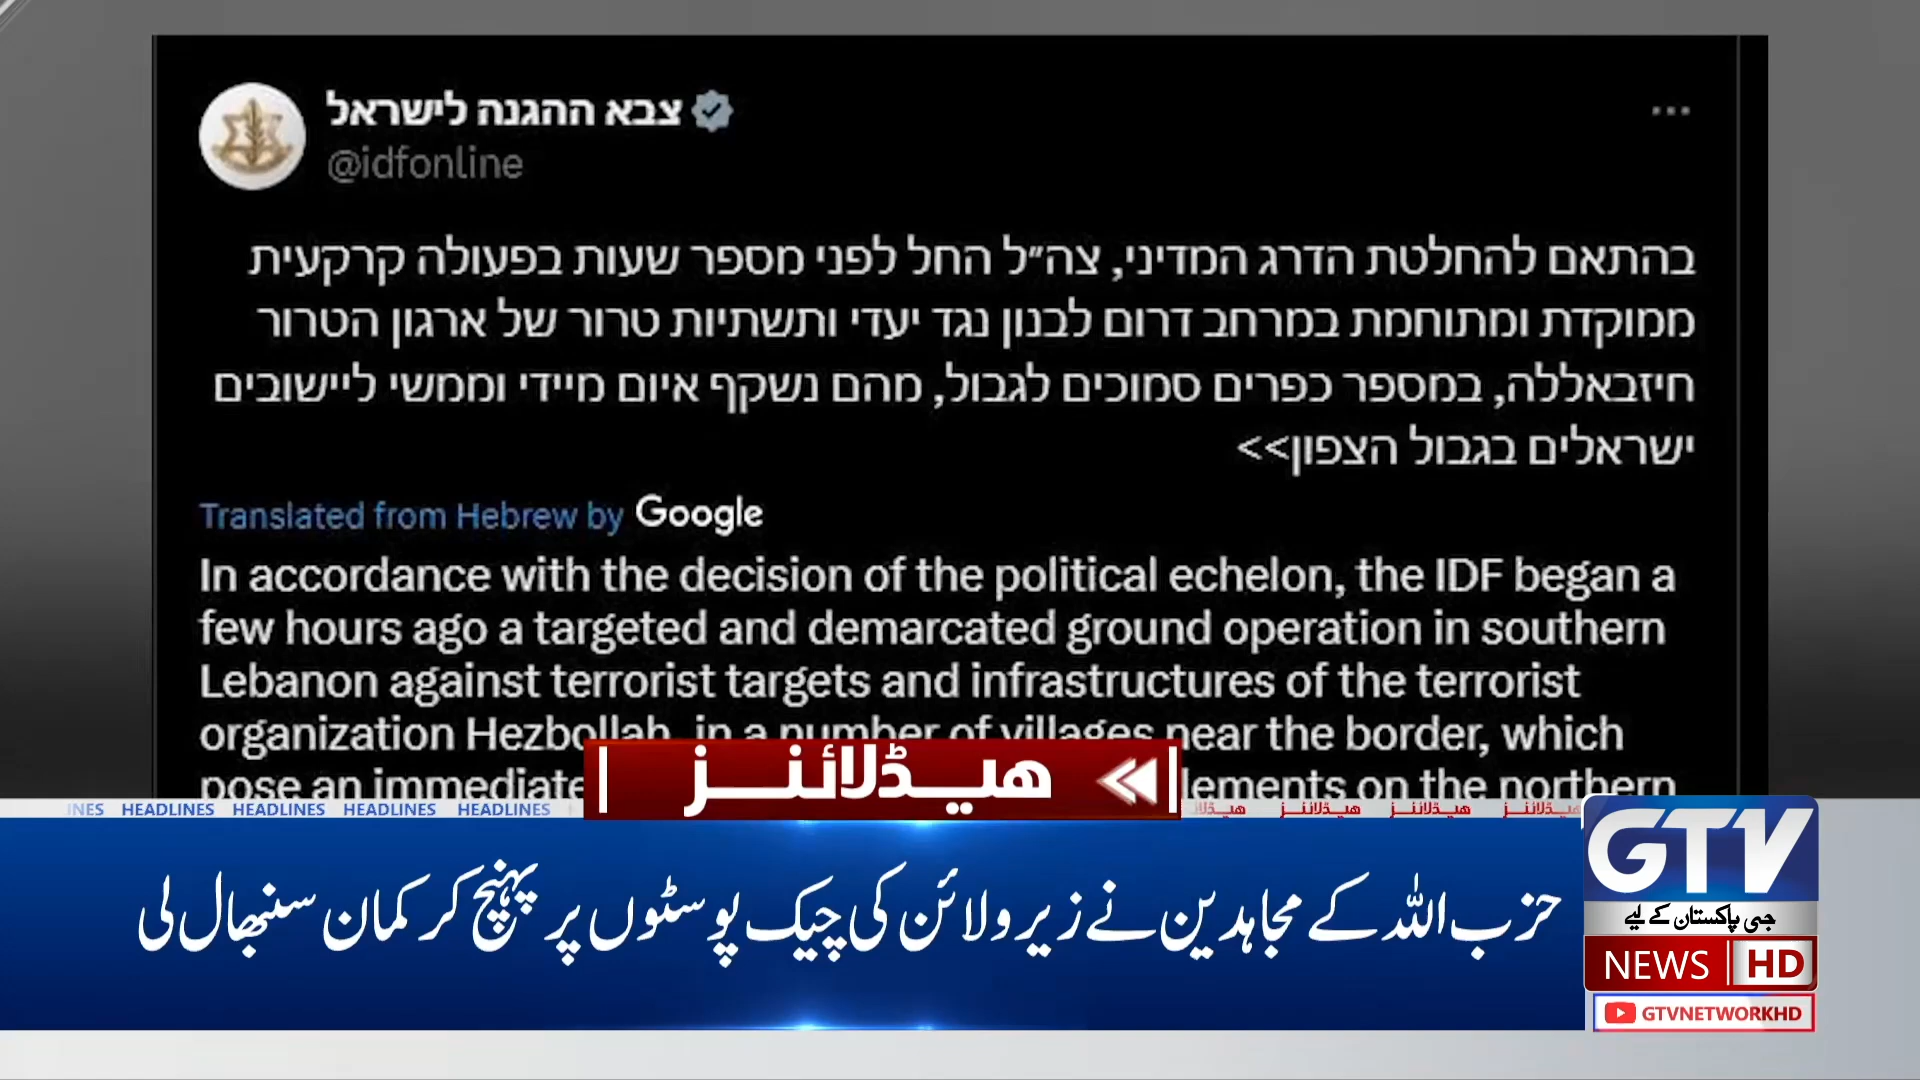 צבא ההגנה לישראל
@idfonline
בהתאם להחלטת הדרג המדיני, צה״ל החל לפני מספר שעות בפעולה קרקעית
ממוקדת ומתוחמת במרחב דרום לבנון נגד יעדי ותשתיות טרור של ארגון הטרור
חיזבאללה, במספר כפרים סמוכים לגבול, מהם נשקף איום מיידי וממשי ליישובים
ישראלים בגבול הצפון>>
Translated from Hebrew by Google
In accordance with the decision of the political echelon, the IDF began a
few hours ago a targeted and demarcated ground operation in southern
Lebanon against terrorist targets and infrastructures of the terrorist
organization Hezbollah, in a number of villages near the border, which
pose an immediate lements on the northern
ھیڈلائنز
INES HEADLINES HEADLINES HEADLINES HEADLINES ھیڈلائنز ھیڈلائنز ھیڈلائنز
حزب اللہ کے مجاہدین نے زیرو لائن کی چیک پوسٹوں پر پہنچ کر کمان سنبھال لی
GTV
جی پاکستان کے لیے
NEWS HD
GTVNETWORKHD